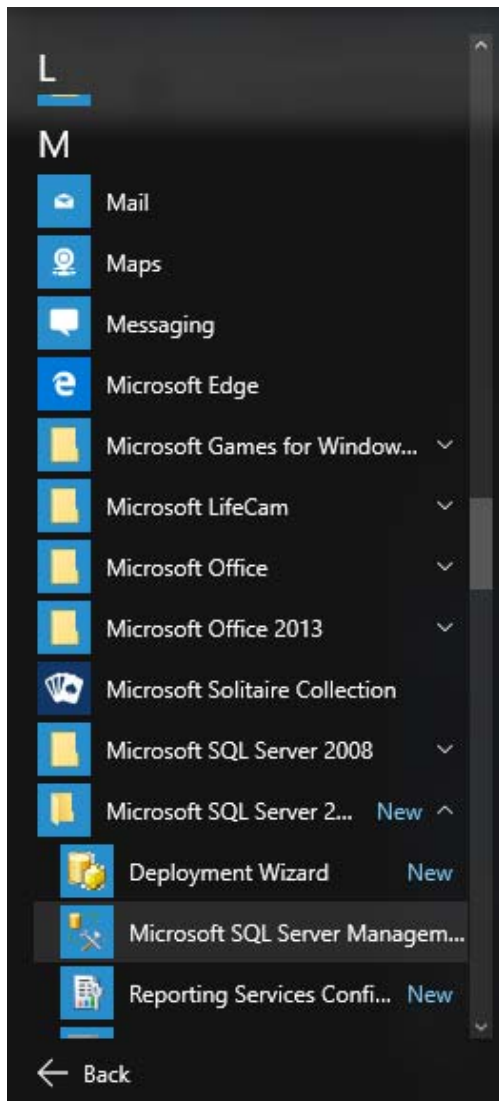 L
M
Mail
Maps
Messaging
Microsoft Edge
Microsoft Games for Window...
Microsoft LifeCam
Microsoft Office
Microsoft Office 2013
Microsoft Solitaire Collection
Microsoft SQL Server 2008
Microsoft SQL Server 2... New
Deployment Wizard New
Microsoft SQL Server Managem...
Reporting Services Confi... New
Back